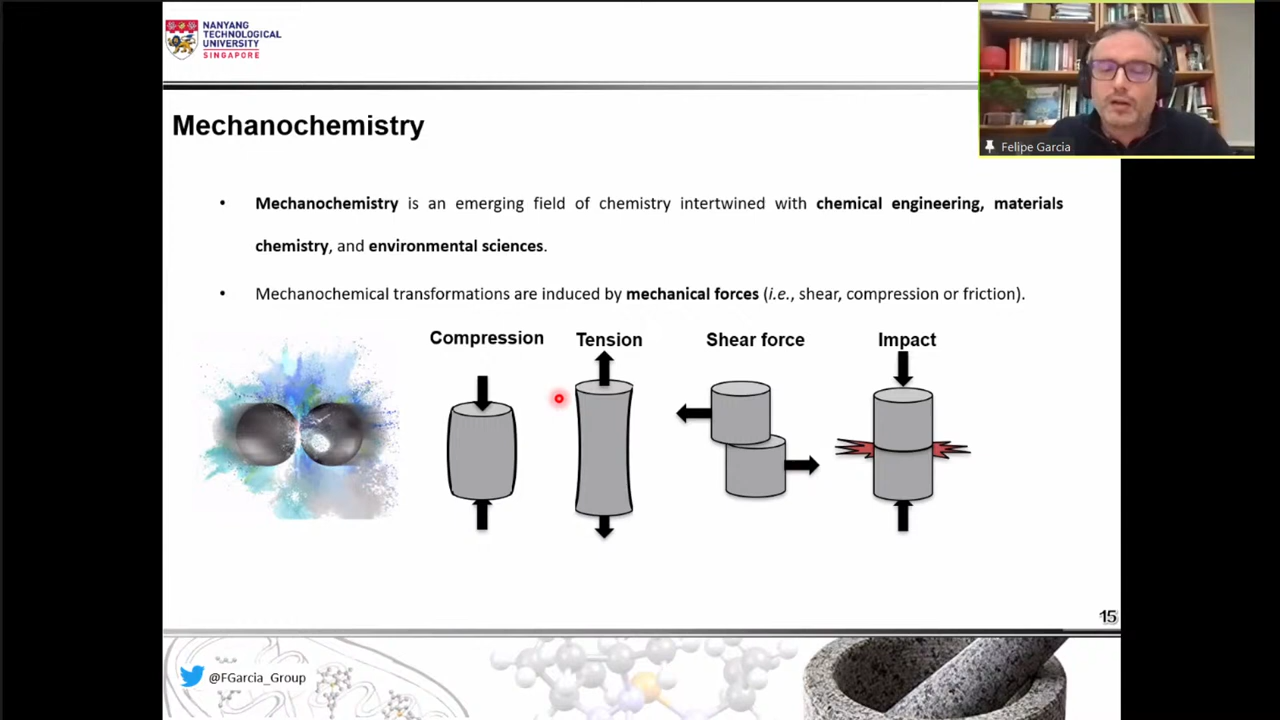 NANYANG
TECHNOLOGICAL
UNIVERSITY
SINGAPORE
Felipe Garcia
Mechanochemistry
• Mechanochemistry is an emerging field of chemistry intertwined with chemical engineering, materials
chemistry, and environmental sciences.
• Mechanochemical transformations are induced by mechanical forces (i.e., shear, compression or friction).
Compression
Tension
Shear force
Impact
15
@FGarcia_Group